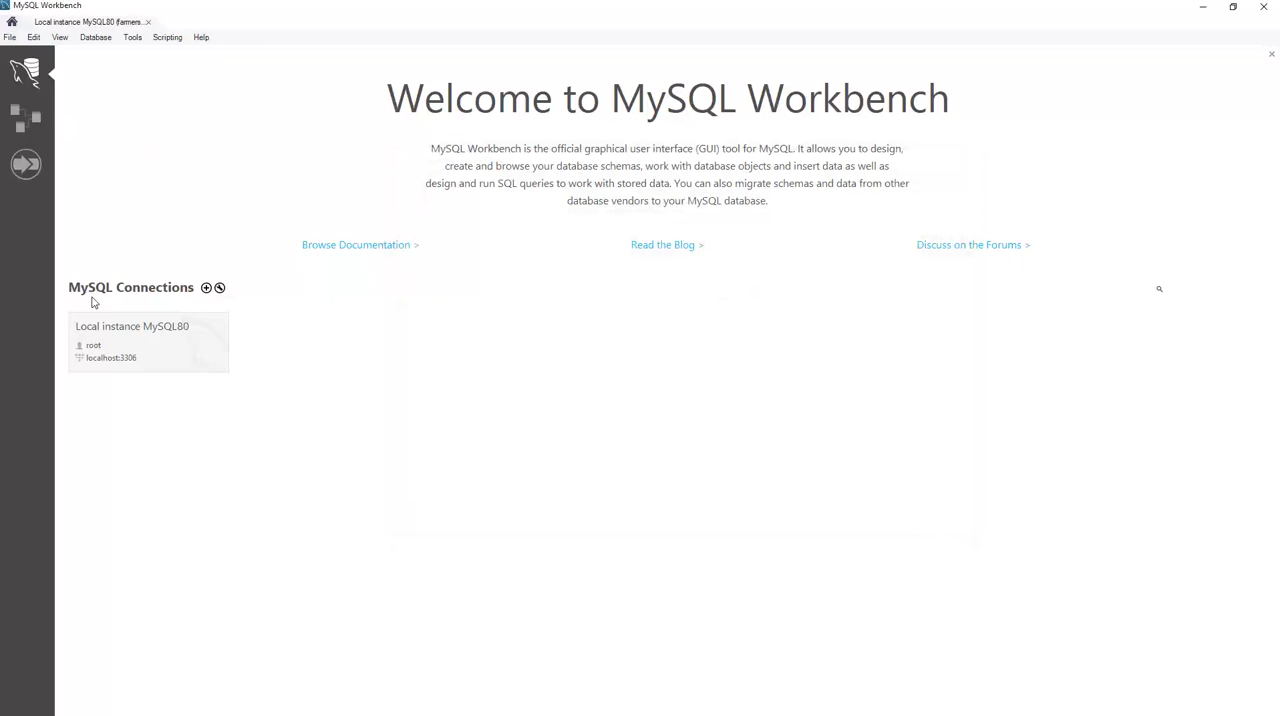 MySQL Workbench
Local instance MySQL80 (farmers...
File Edit View Database Tools Scripting Help
Welcome to MySQL Workbench
MySQL Workbench is the official graphical user interface (GUI) tool for MySQL. It allows you to design,
create and browse your database schemas, work with database objects and insert data as well as
design and run SQL queries to work with stored data. You can also migrate schemas and data from other
database vendors to your MySQL database.
Browse Documentation > Read the Blog > Discuss on the Forums >
MySQL Connections
Local instance MySQL80
root
localhost:3306